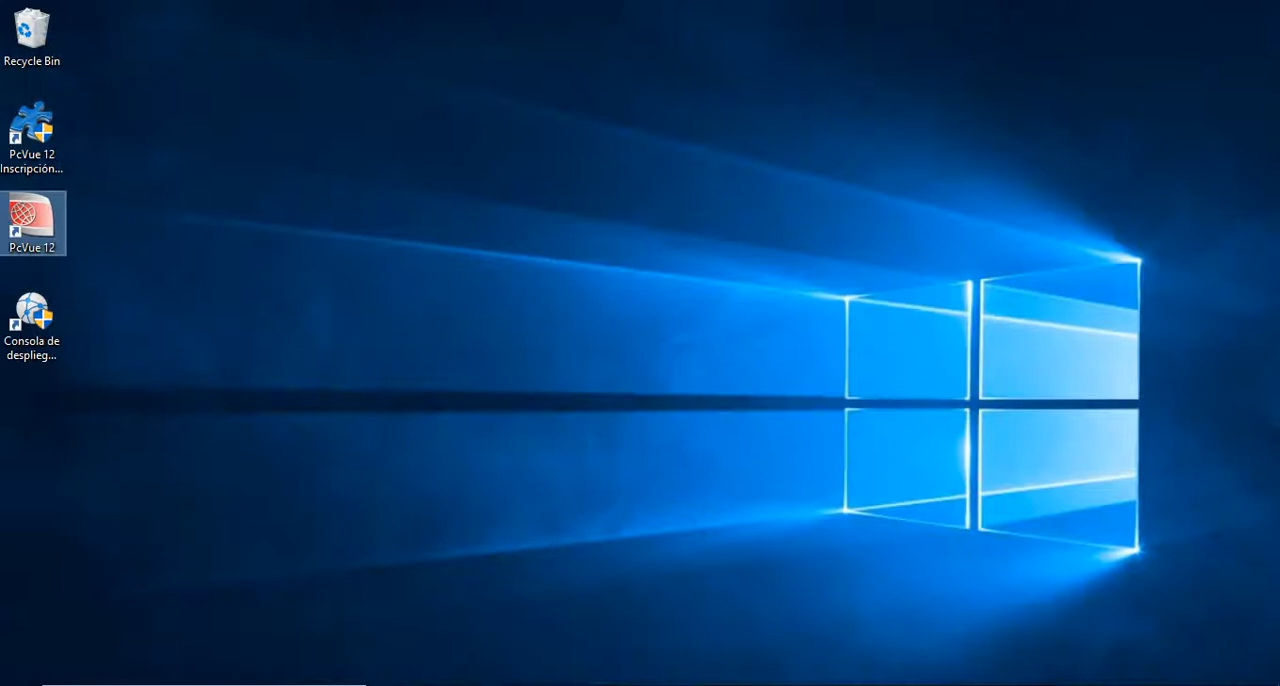 Recycle Bin
PcVue 12
Inscripción...
PcVue 12
Consola de
desplieg...